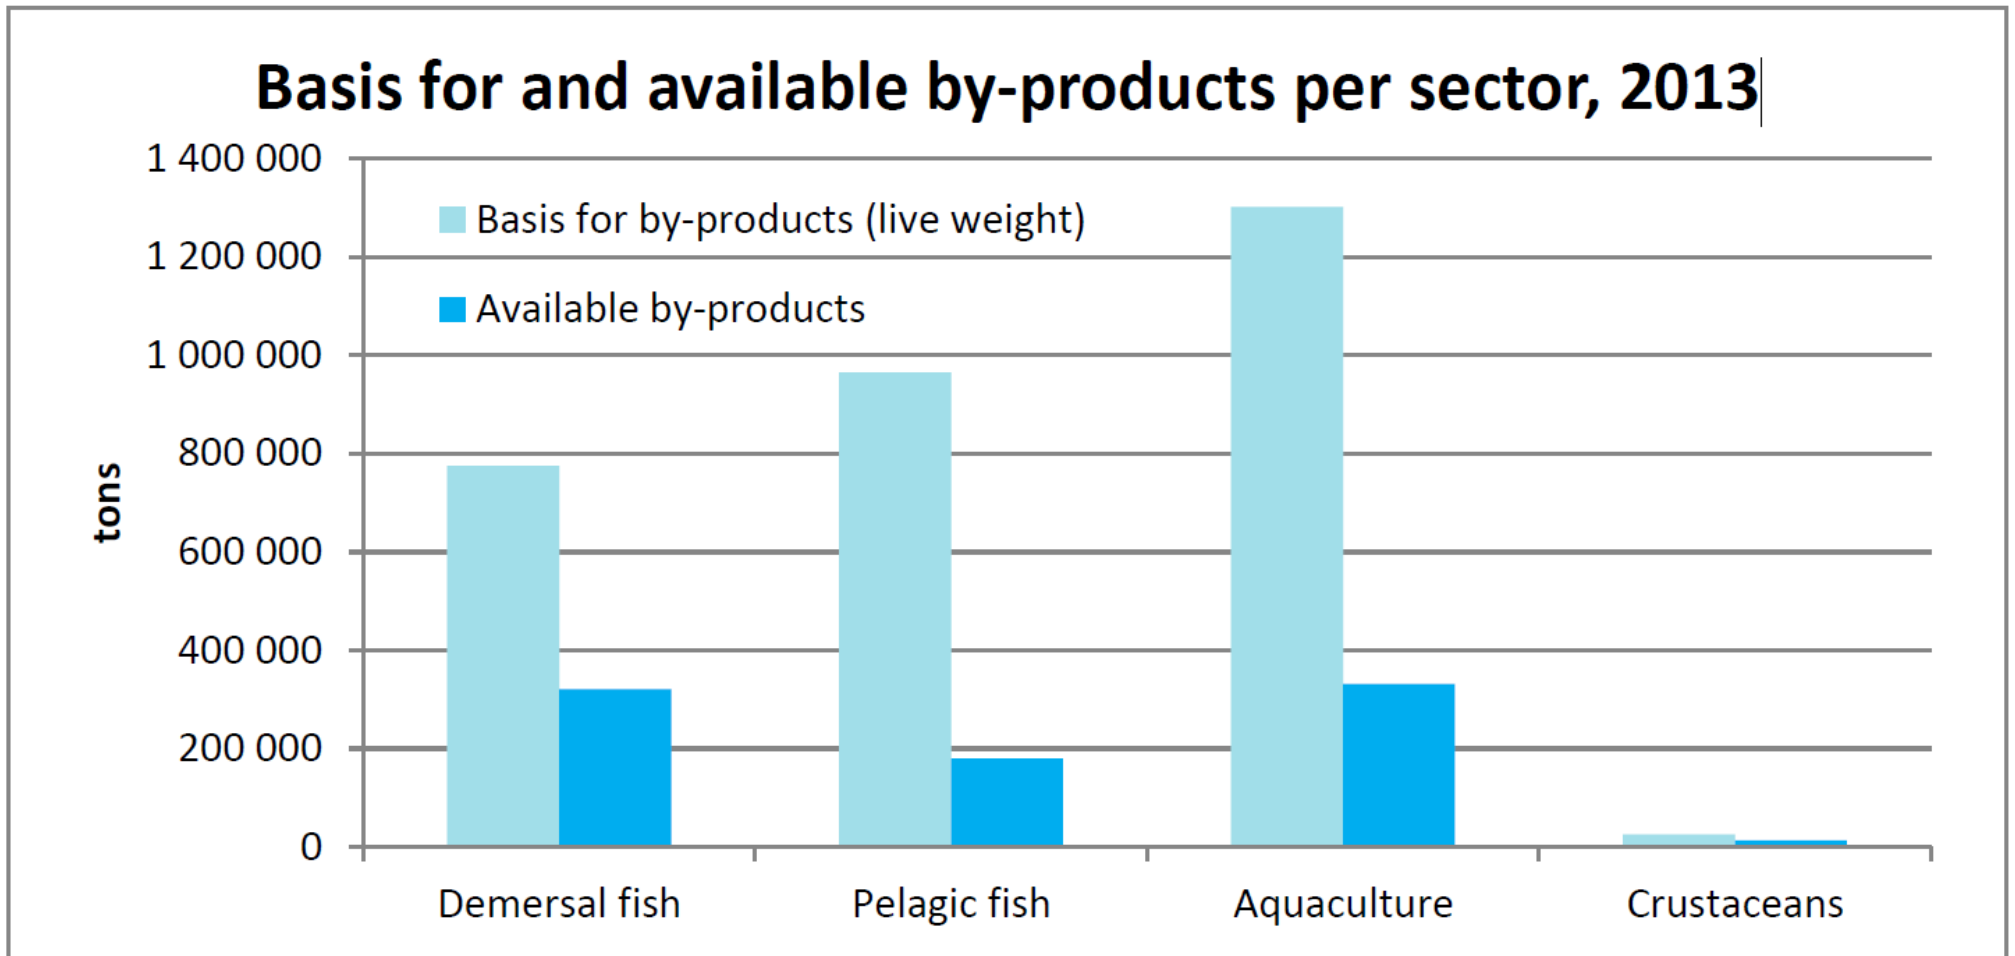 Basis for and available by-products per sector, 2013
1 400 000
Basis for by-products (live weight)
1 200 000
Available by-products
1 000 000
800 000
tons
600 000
400 000
200 000
0
Demersal fish Pelagic fish Aquaculture Crustaceans